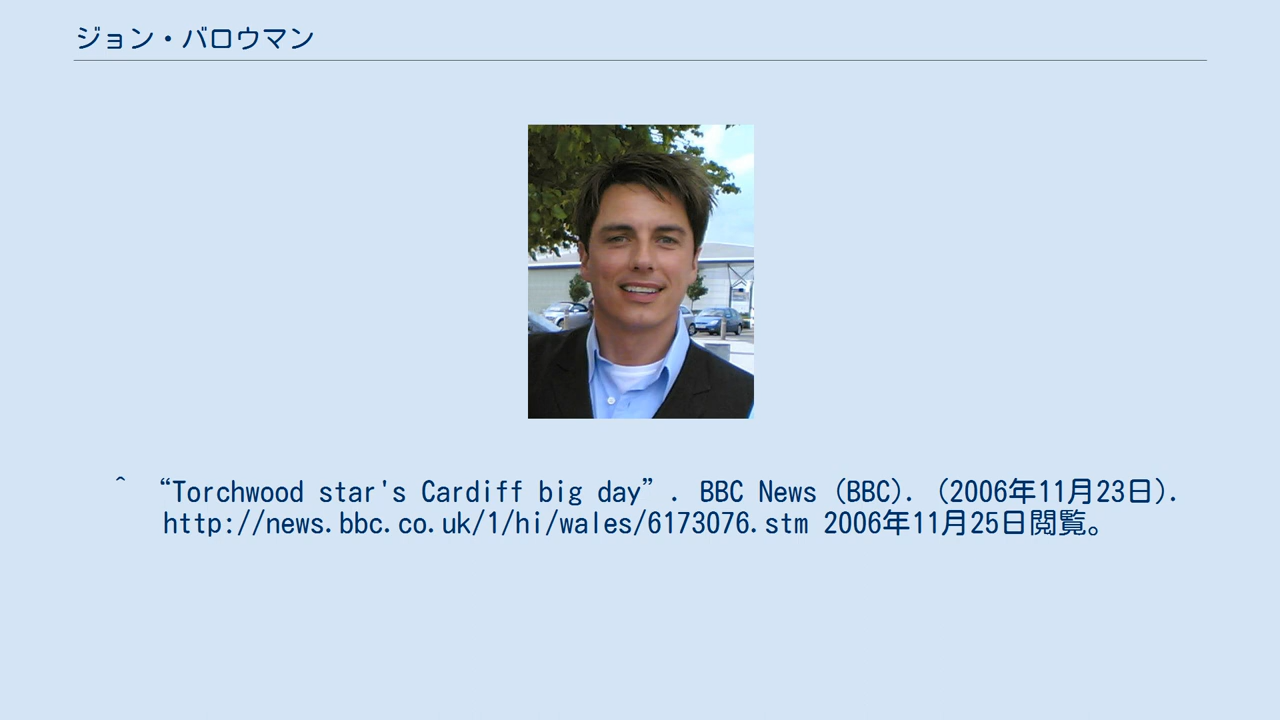 ジョン・バロウマン
^ “Torchwood star's Cardiff big day”. BBC News (BBC). (2006年11月23日).
http://news.bbc.co.uk/1/hi/wales/6173076.stm 2006年11月25日閲覧。